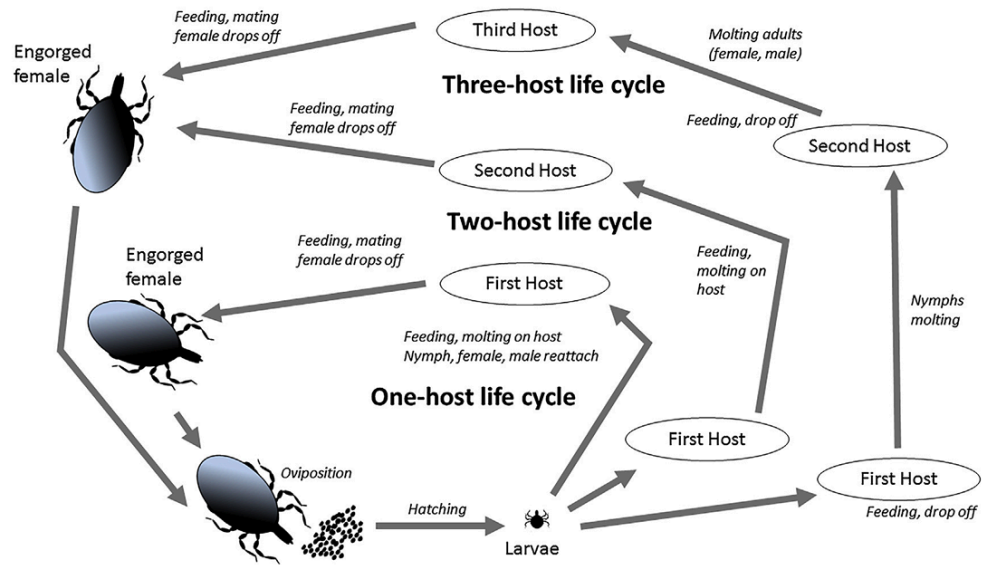 Feeding, mating
female drops off
Third Host
Molting adults
(female, male)
Engorged
female
Three-host life cycle
Feeding, mating
female drops off
Feeding, drop off
Second Host
Second Host
Two-host life cycle
Feeding, mating
female drops off
Feeding,
molting on
host
Engorged
female
First Host
Nymphs
molting
Feeding, molting on host
Nymph, female, male reattach
One-host life cycle
First Host
Oviposition
First Host
Feeding, drop off
Hatching
Larvae